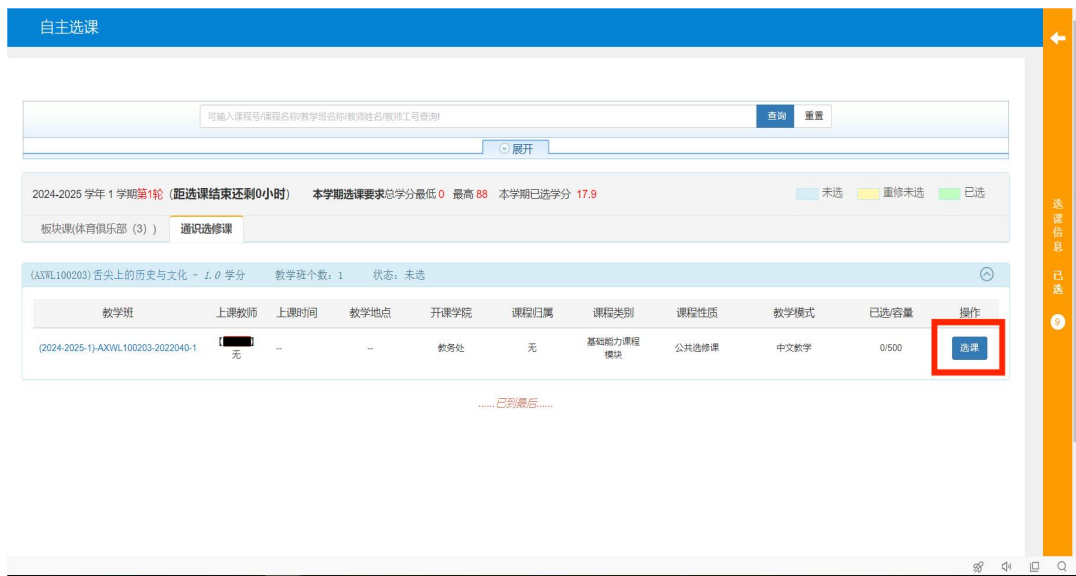 自主选课
可输入课程号/课程名称/教学班名称/教师姓名/教师工号查询! 查询 重置
展开
2024-2025 学年 1 学期第1轮（距选课结束还剩0小时） 本学期选课要求总学分最低 0 最高 88 本学期已选学分 17.9 未选 重修未选 已选
板块课(体育俱乐部（3）) 通识选修课
(AXWL100203)舌尖上的历史与文化 - 1.0 学分 教学班个数：1 状态：未选
教学班 上课教师 上课时间 教学地点 开课学院 课程归属 课程类别 课程性质 教学模式 已选/容量 操作
(2024-2025-1)-AXWL100203-2022040-1 【 】 无 -- -- 教务处 无 基础能力课程模块 公共选修课 中文教学 0/500 选课
......已到最后......
选课信息 已选 9